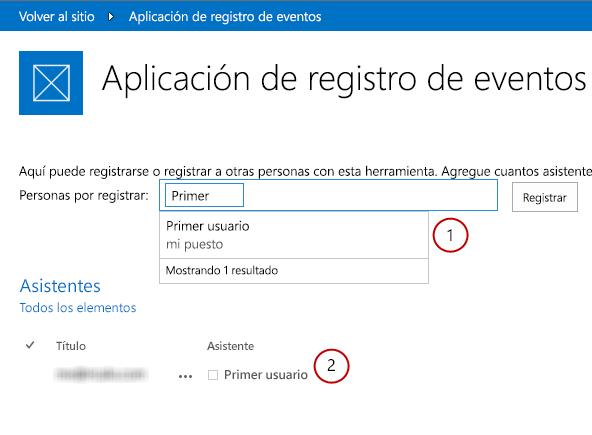 Volver al sitio Aplicación de registro de eventos
Aplicación de registro de eventos
Aquí puede registrarse o registrar a otras personas con esta herramienta. Agregue cuantos asistente
Personas por registrar: Primer Registrar
Primer usuario
mi puesto
1
Mostrando 1 resultado
Asistentes
Todos los elementos
Título Asistente
... Primer usuario 2